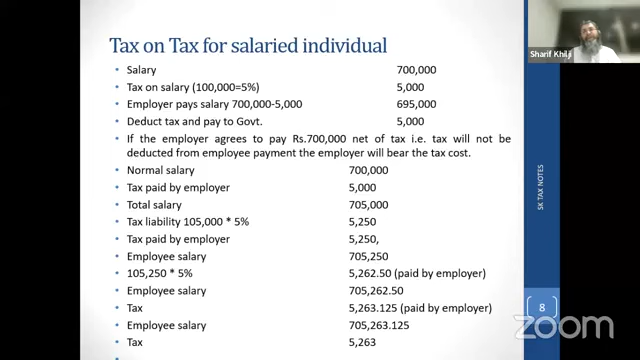 Tax on Tax for salaried individual
• Salary 700,000
• Tax on salary (100,000=5%) 5,000
• Employer pays salary 700,000-5,000 695,000
• Deduct tax and pay to Govt. 5,000
• If the employer agrees to pay Rs.700,000 net of tax i.e. tax will not be
deducted from employee payment the employer will bear the tax cost.
• Normal salary 700,000
• Tax paid by employer 5,000
• Total salary 705,000
• Tax liability 105,000 * 5% 5,250
• Tax paid by employer 5,250,
• Employee salary 705,250
• 105,250 * 5% 5,262.50 (paid by employer)
• Employee salary 705,262.50
• Tax 5,263.125 (paid by employer)
• Employee salary 705,263.125
• Tax 5,263
Sharif Khilji
SK TAX NOTES
8
zoom